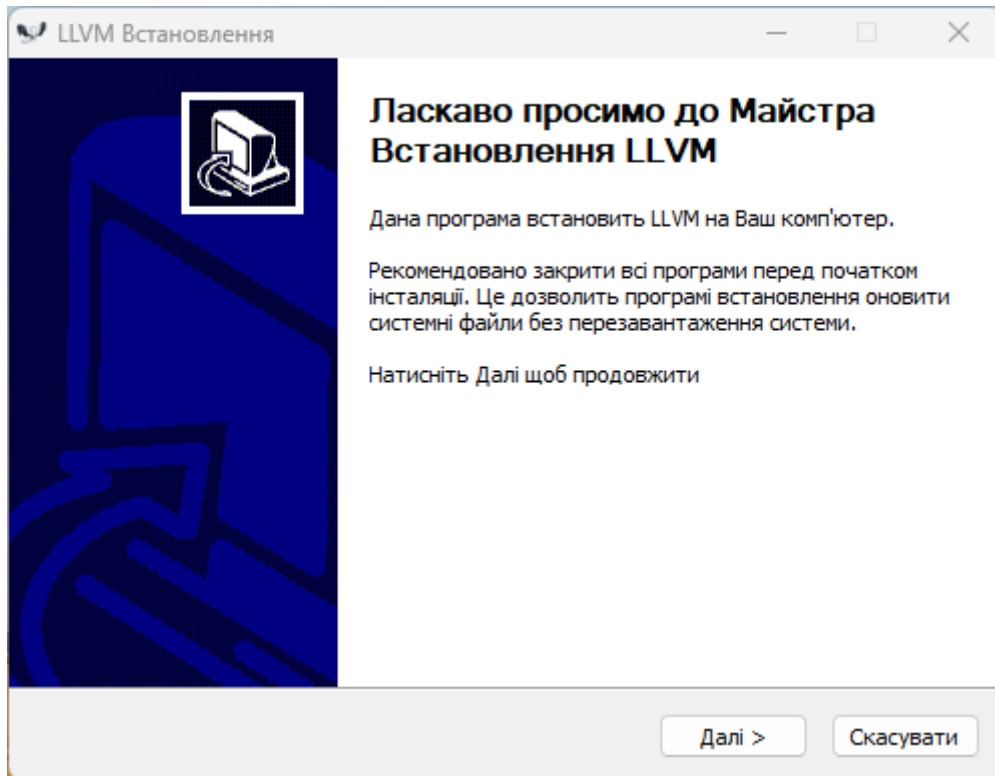 LLVM Встановлення
Ласкаво просимо до Майстра
Встановлення LLVM
Дана програма встановить LLVM на Ваш комп'ютер.
Рекомендовано закрити всі програми перед початком
інсталяції. Це дозволить програмі встановлення оновити
системні файли без перезавантаження системи.
Натисніть Далі щоб продовжити
Далі >
Скасувати